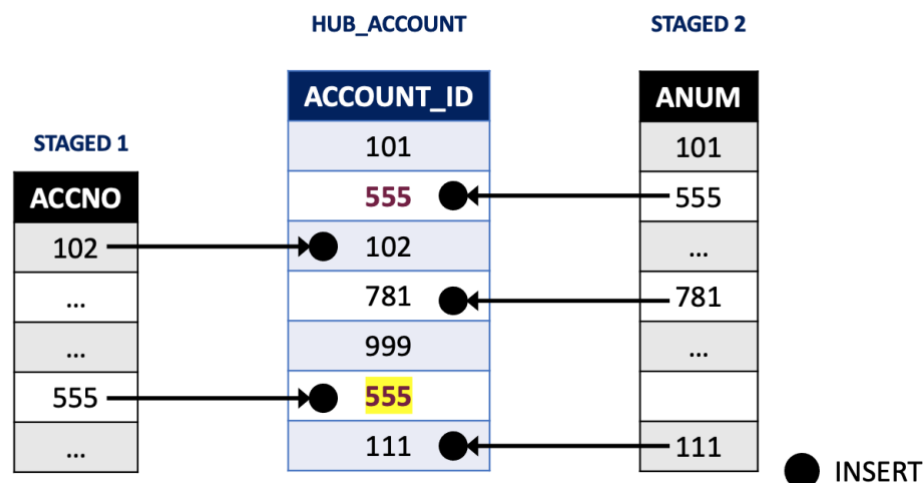 HUB_ACCOUNT
STAGED 2
STAGED 1
ACCNO
102
...
...
555
...
ACCOUNT_ID
101
555
102
781
999
555
111
ANUM
101
555
...
781
...
111
INSERT